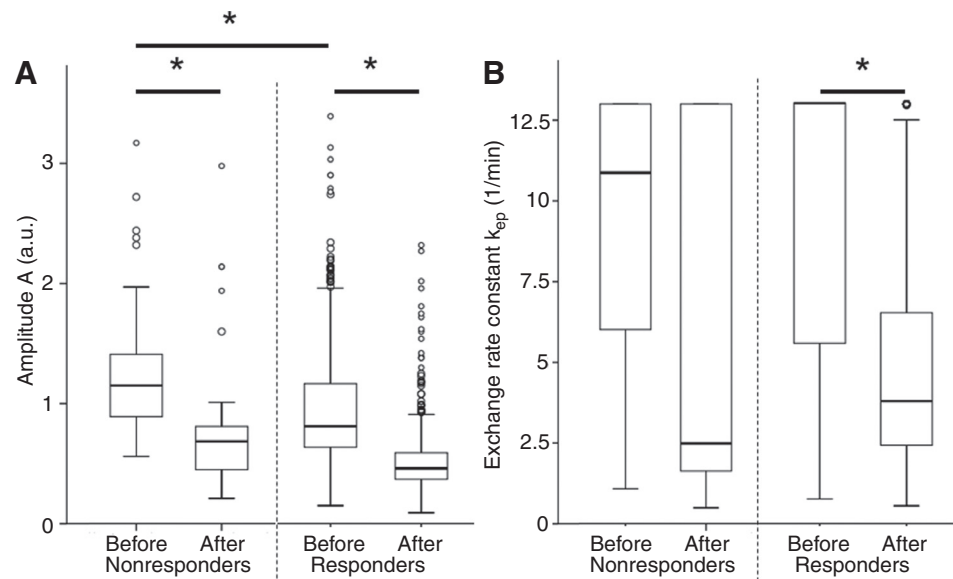 *
A
*
*
Amplitude A (a.u.)
3
2
1
0
Before After Before After
Nonresponders Responders
B
*
Exchange rate constant kep (1/min)
12.5
10
7.5
5
2.5
0
Before After Before After
Nonresponders Responders